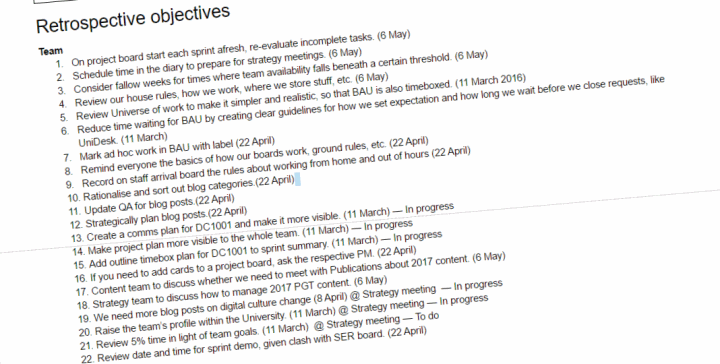 Retrospective objectives
Team
1. On project board start each sprint afresh, re-evaluate incomplete tasks. (6 May)
2. Schedule time in the diary to prepare for strategy meetings. (6 May)
3. Consider fallow weeks for times where team availability falls beneath a certain threshold. (6 May)
4. Review our house rules, how we work, where we store stuff, etc. (6 May)
5. Review Universe of work to make it simpler and realistic, so that BAU is also timeboxed. (11 March 2016)
6. Reduce time waiting for BAU by creating clear guidelines for how we set expectation and how long we wait before we close requests, like
UniDesk. (11 March)
7. Mark ad hoc work in BAU with label (22 April)
8. Remind everyone the basics of how our boards work, ground rules, etc. (22 April)
9. Record on staff arrival board the rules about working from home and out of hours (22 April)
10. Rationalise and sort out blog categories.(22 April)
11. Update QA for blog posts.(22 April)
12. Strategically plan blog posts.(22 April)
13. Create a comms plan for DC1001 and make it more visible. (11 March) — In progress
14. Make project plan more visible to the whole team. (11 March) — In progress
15. Add outline timebox plan for DC1001 to sprint summary. (11 March) — In progress
16. If you need to add cards to a project board, ask the respective PM. (22 April)
17. Content team to discuss whether we need to meet with Publications about 2017 content. (6 May)
18. Strategy team to discuss how to manage 2017 PGT content. (6 May)
19. We need more blog posts on digital culture change (8 April) @ Strategy meeting — In progress
20. Raise the team's profile within the University. (11 March) @ Strategy meeting — In progress
21. Review 5% time in light of team goals. (11 March) @ Strategy meeting — To do
22. Review date and time for sprint demo, given clash with SER board. (22 April)